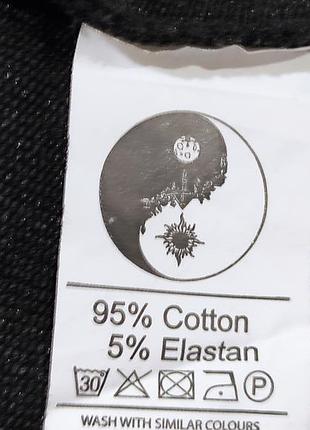 95% Cotton
5% Elastan
30 P
WASH WITH SIMILAR COLOURS